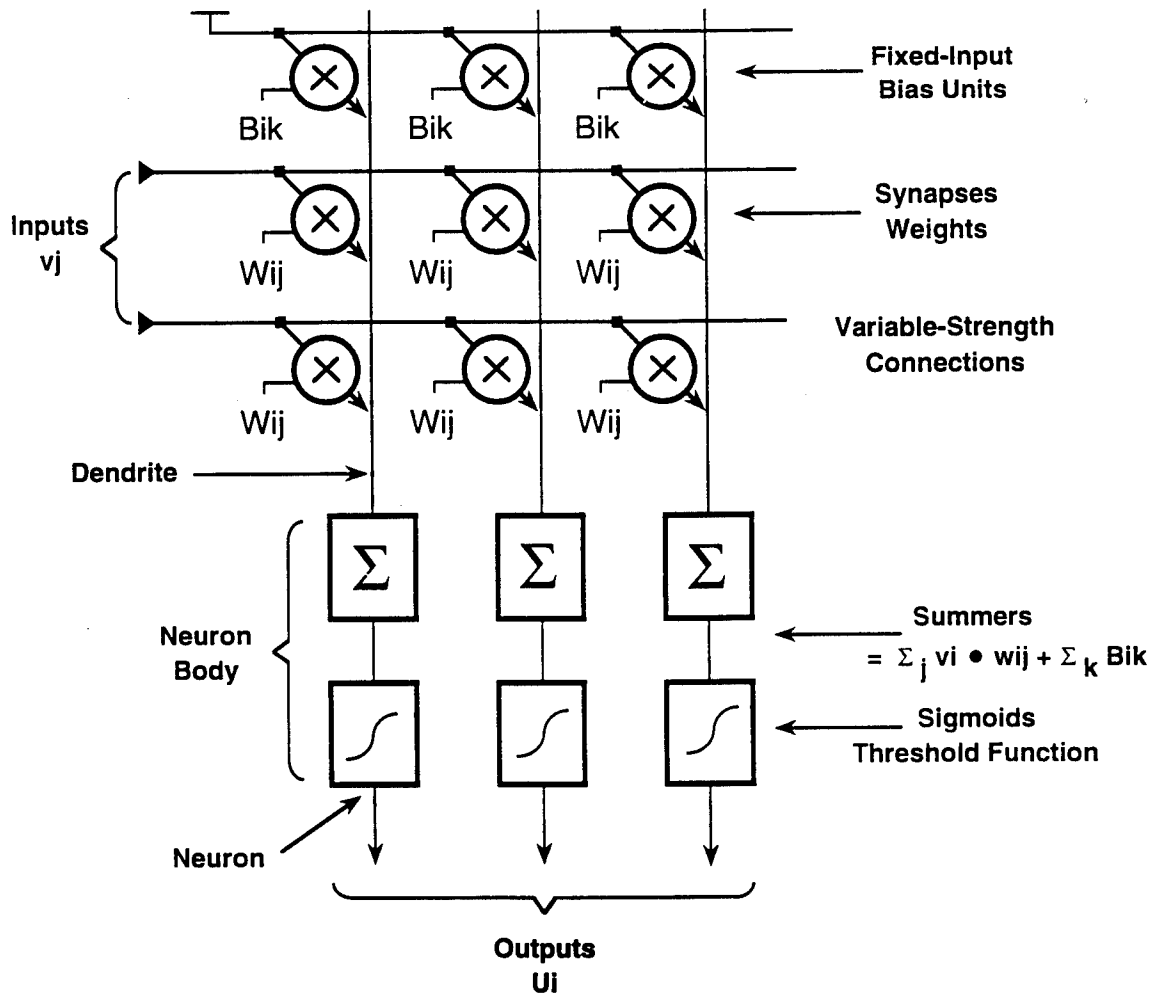 Fixed-Input
Bias Units
Bik Bik Bik
Inputs
vj
Synapses
Weights
Wij Wij Wij
Variable-Strength
Connections
Wij Wij Wij
Dendrite
Σ Σ Σ
Neuron
Body
Summers
= Σ j vi • wij + Σ k Bik
Sigmoids
Threshold Function
Neuron
Outputs
Ui